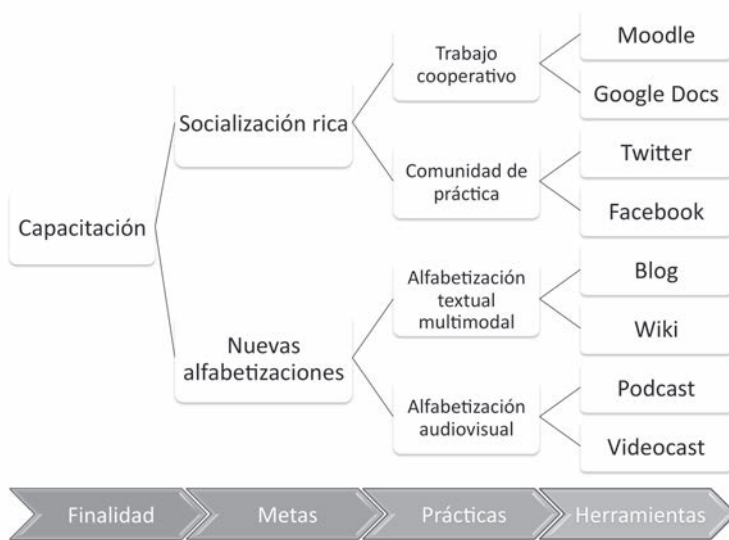 Capacitación
Socialización rica
Nuevas
alfabetizaciones
Trabajo
cooperativo
Comunidad de
práctica
Alfabetización
textual
multimodal
Alfabetización
audiovisual
Moodle
Google Docs
Twitter
Facebook
Blog
Wiki
Podcast
Videocast
Finalidad
Metas
Prácticas
Herramientas